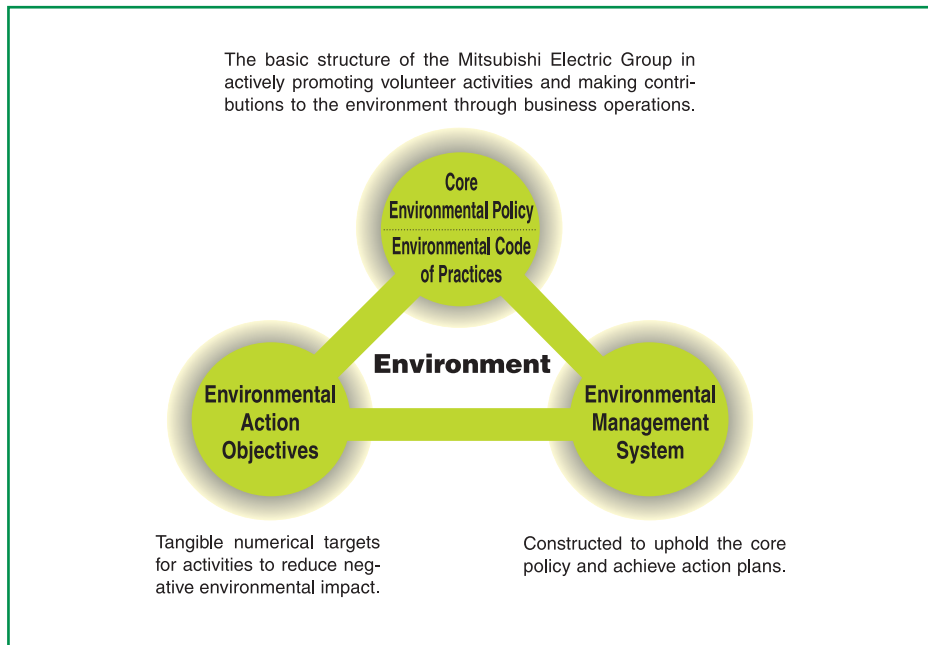 The basic structure of the Mitsubishi Electric Group in
actively promoting volunteer activities and making contri-
butions to the environment through business operations.
Core
Environmental Policy
Environmental Code
of Practices
Environment
Environmental
Action
Objectives
Environmental
Management
System
Tangible numerical targets
for activities to reduce neg-
ative environmental impact.
Constructed to uphold the core
policy and achieve action plans.